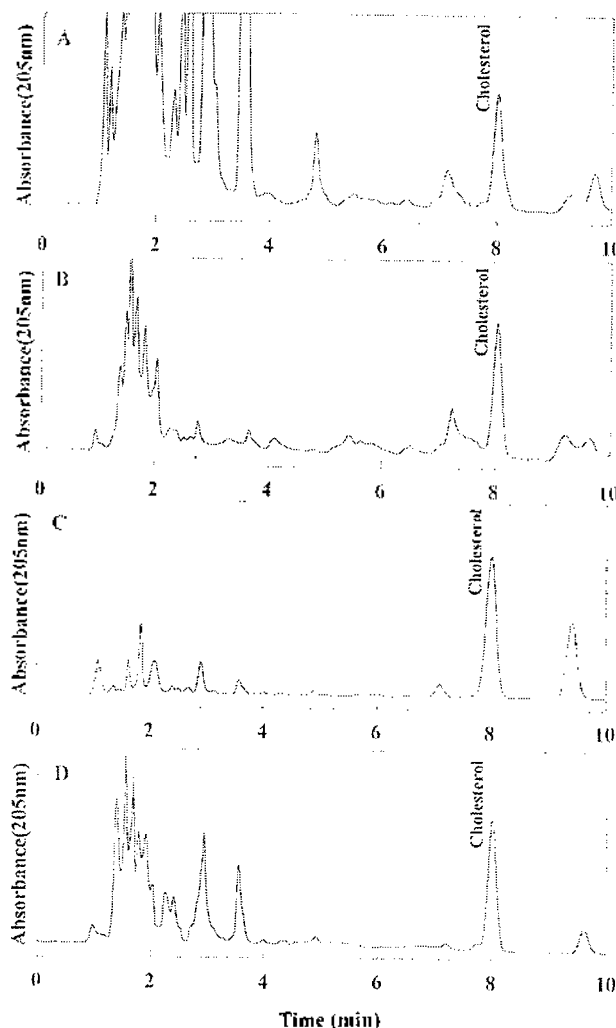 A
Absorbance(205nm)
Cholesterol
0 2 4 6 8 10
B
Absorbance(205nm)
Cholesterol
0 2 4 6 8 10
C
Absorbance(205nm)
Cholesterol
0 2 4 6 8 10
D
Absorbance(205nm)
Cholesterol
0 2 4 6 8 10
Time (min)